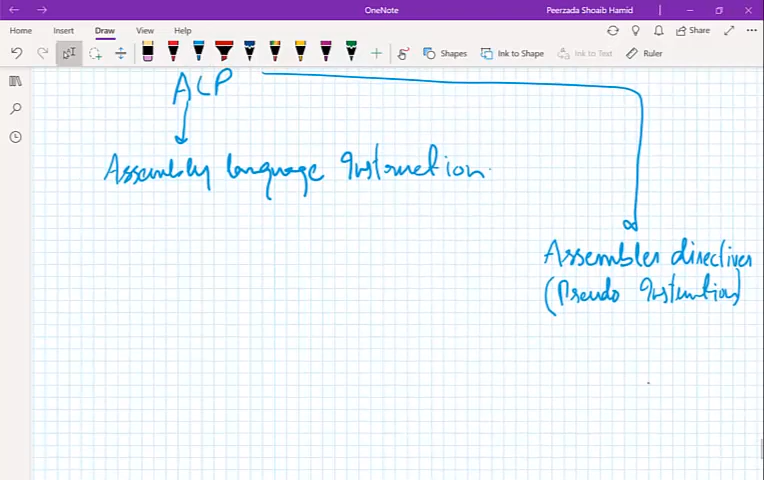 OneNote
Peerzada Shoaib Hamid
Home Insert Draw View Help
Share
Shapes Ink to Shape Ink to Text Ruler
ALP
Assembly language Instruction.
Assembler directives
(Pseudo Instruction)